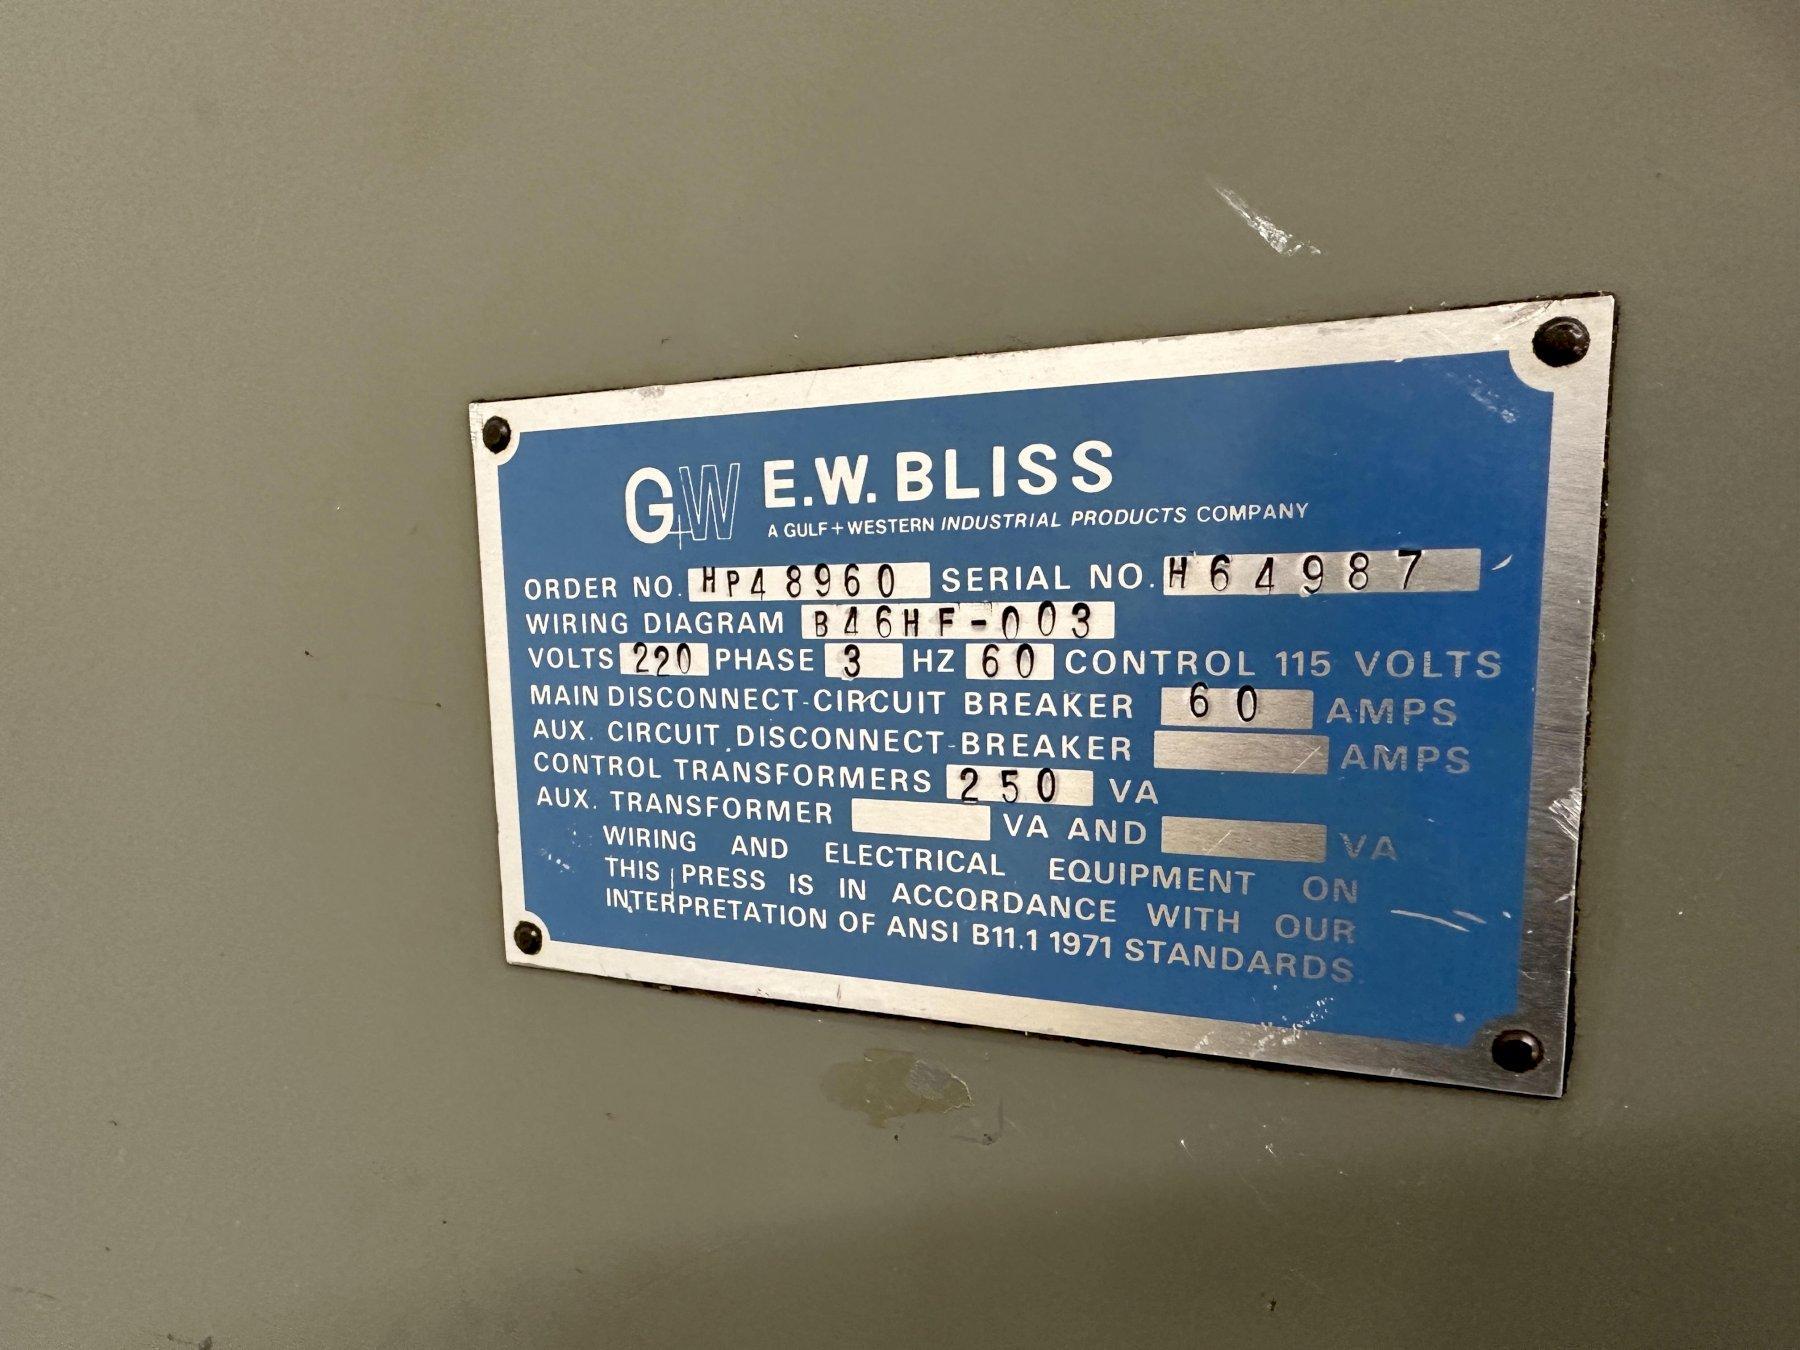 G+W E.W. BLISS
A GULF+WESTERN INDUSTRIAL PRODUCTS COMPANY
ORDER NO. HP48960 SERIAL NO. H64987
WIRING DIAGRAM B46HF-003
VOLTS 220 PHASE 3 HZ 60 CONTROL 115 VOLTS
MAIN DISCONNECT-CIRCUIT BREAKER 60 AMPS
AUX. CIRCUIT DISCONNECT-BREAKER AMPS
CONTROL TRANSFORMERS 250 VA
AUX. TRANSFORMER VA AND VA
WIRING AND ELECTRICAL EQUIPMENT ON
THIS PRESS IS IN ACCORDANCE WITH OUR
INTERPRETATION OF ANSI B11.1 1971 STANDARDS.